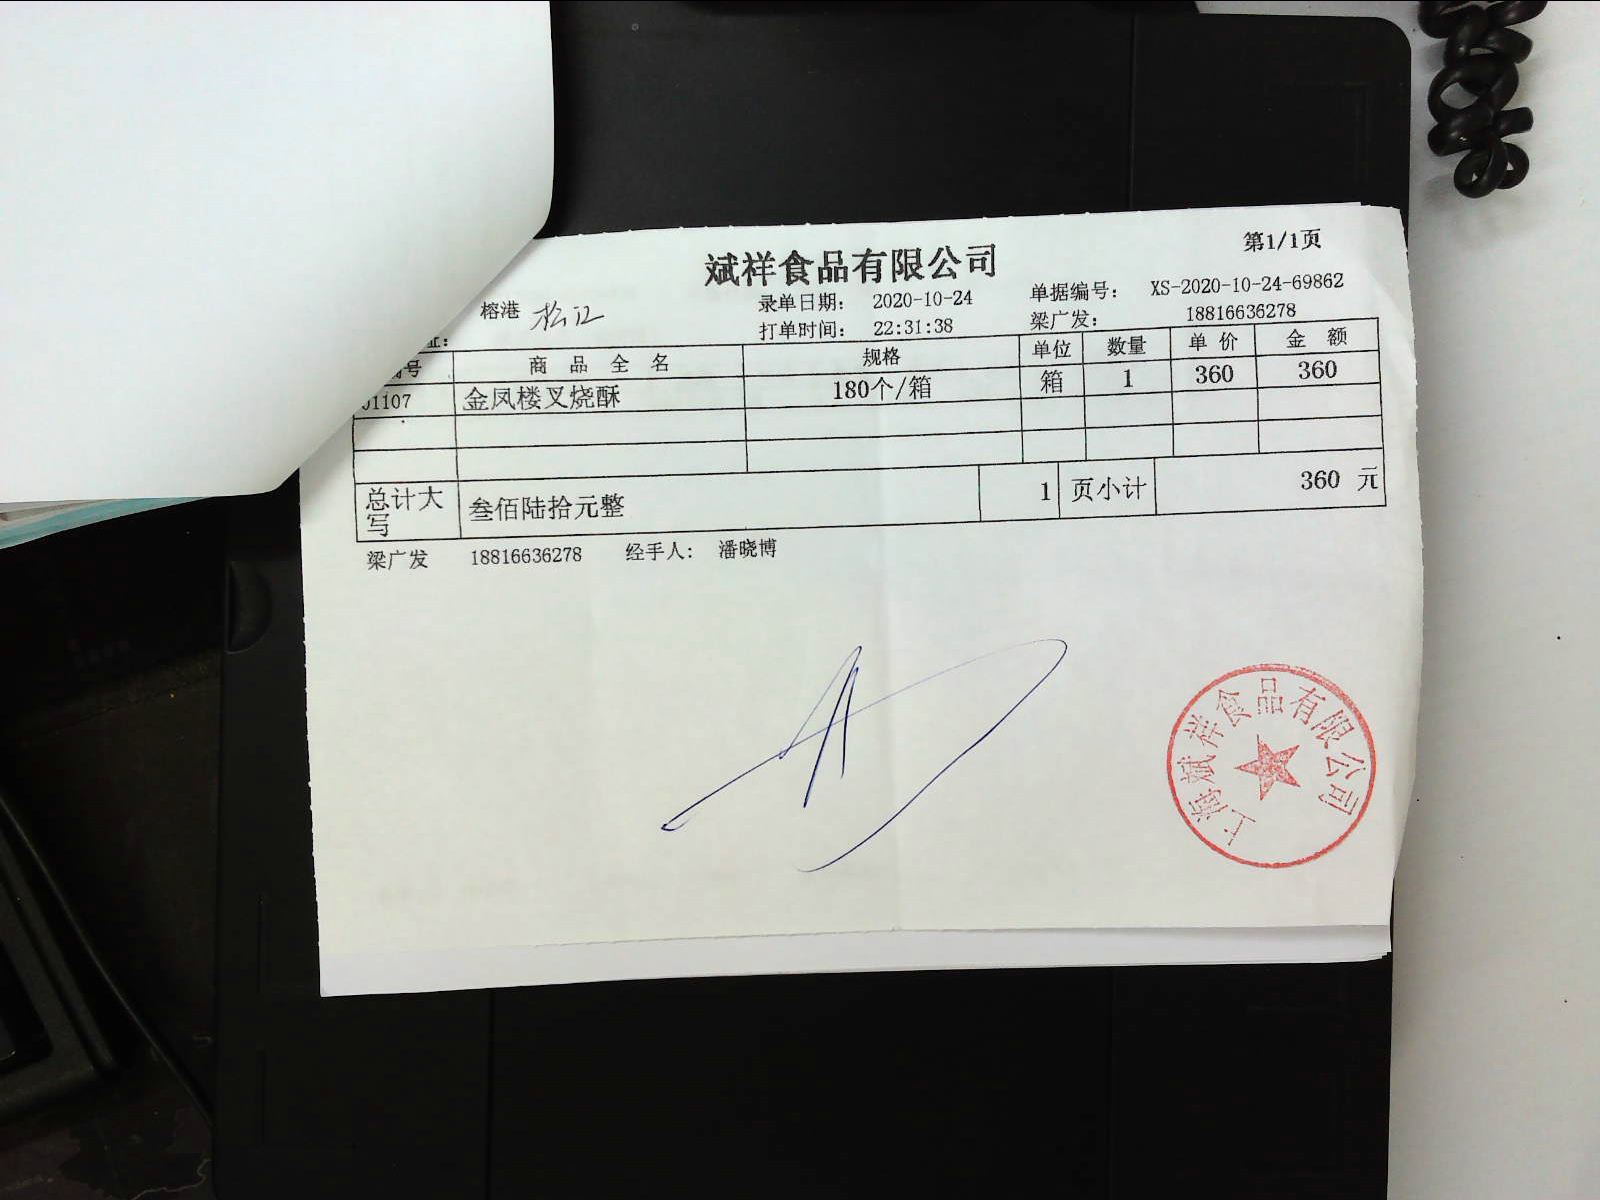 斌祥食品有限公司
第1/1页
榕港 松江
录单日期： 2020-10-24
单据编号： XS-2020-10-24-69862
打单时间： 22:31:38
梁广发： 18816636278
号 商 品 全 名 规格 单位 数量 单 价 金 额
01107 金凤楼叉烧酥 180个/箱 箱 1 360 360
总计大写 叁佰陆拾元整 1 页小计 360 元
梁广发 18816636278 经手人： 潘晓博
上海斌祥食品有限公司